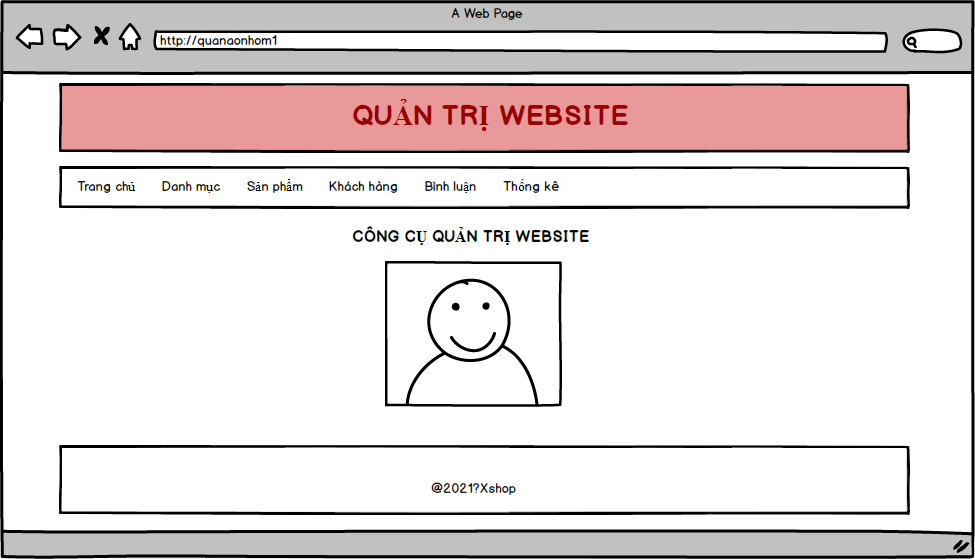 A Web Page
http://quanaonhom1
QUẢN TRỊ WEBSITE
Trang chủ Danh mục Sản phẩm Khách hàng Bình luận Thống kê
CÔNG CỤ QUẢN TRỊ WEBSITE
@2021?Xshop